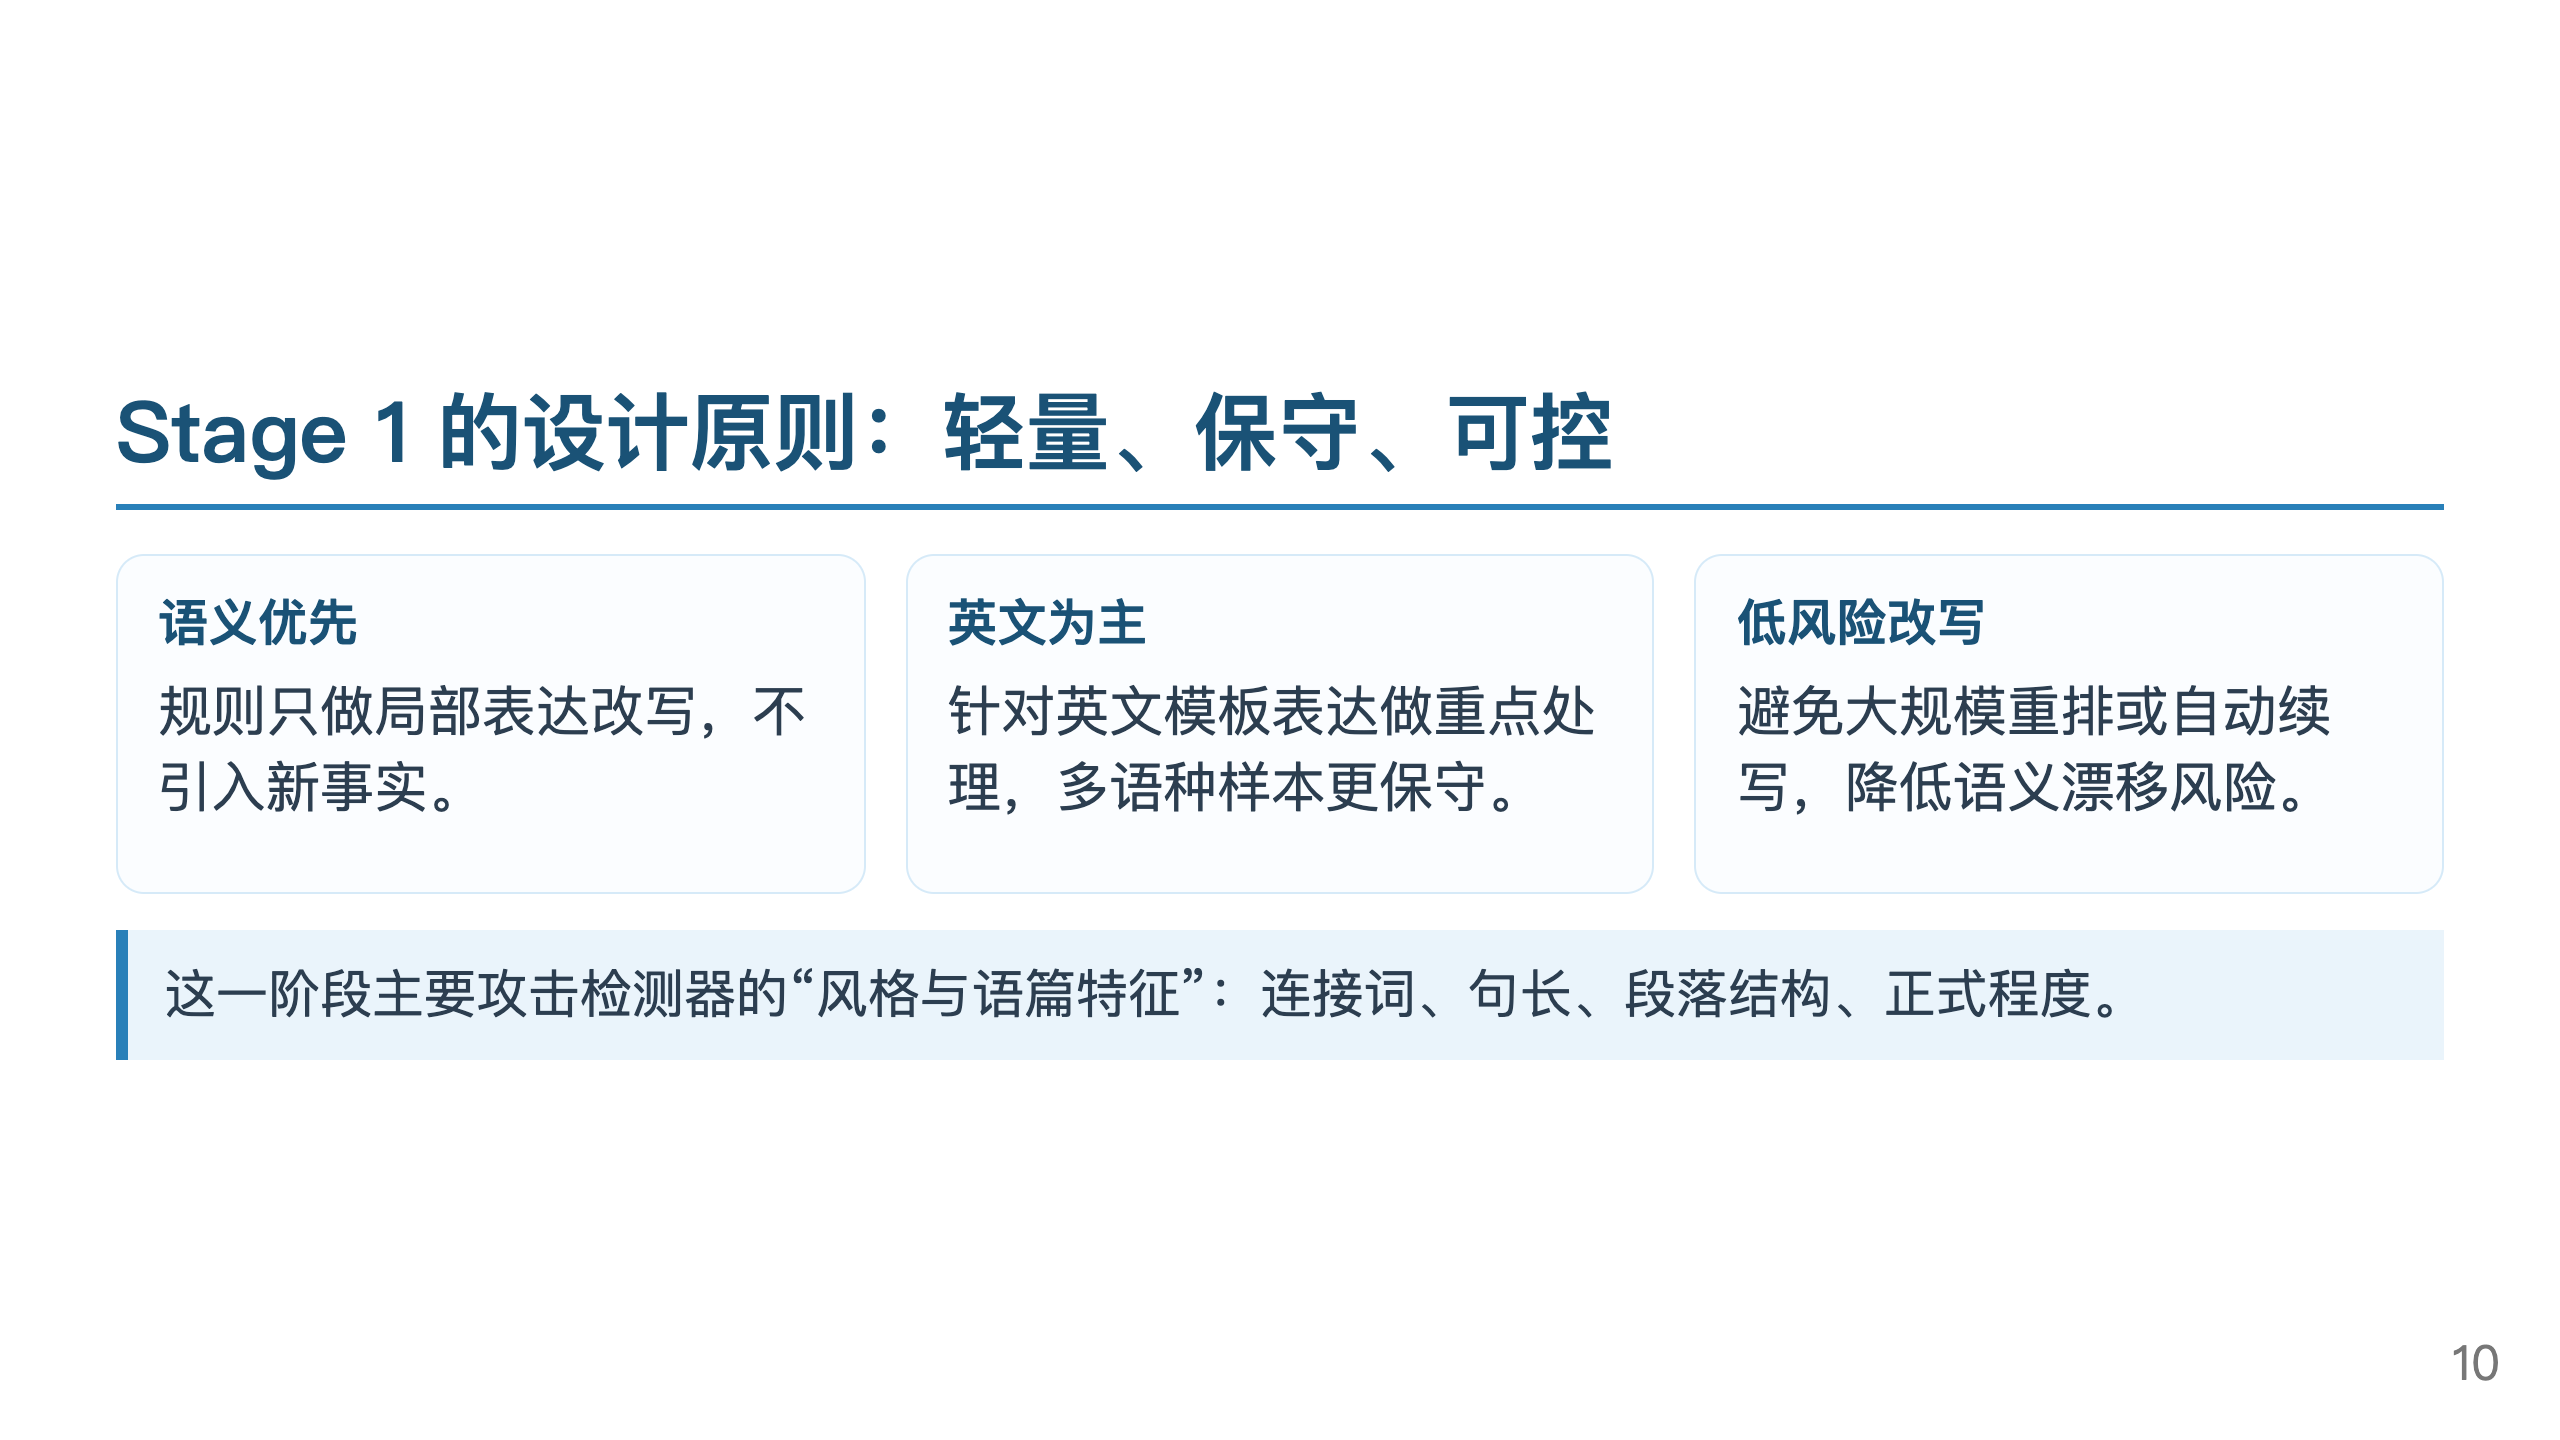 Stage 1 的设计原则：轻量、保守、可控
语义优先
规则只做局部表达改写，不
引入新事实。
英文为主
针对英文模板表达做重点处
理，多语种样本更保守。
低风险改写
避免大规模重排或自动续
写，降低语义漂移风险。
这一阶段主要攻击检测器的“风格与语篇特征”：连接词、句长、段落结构、正式程度。
10